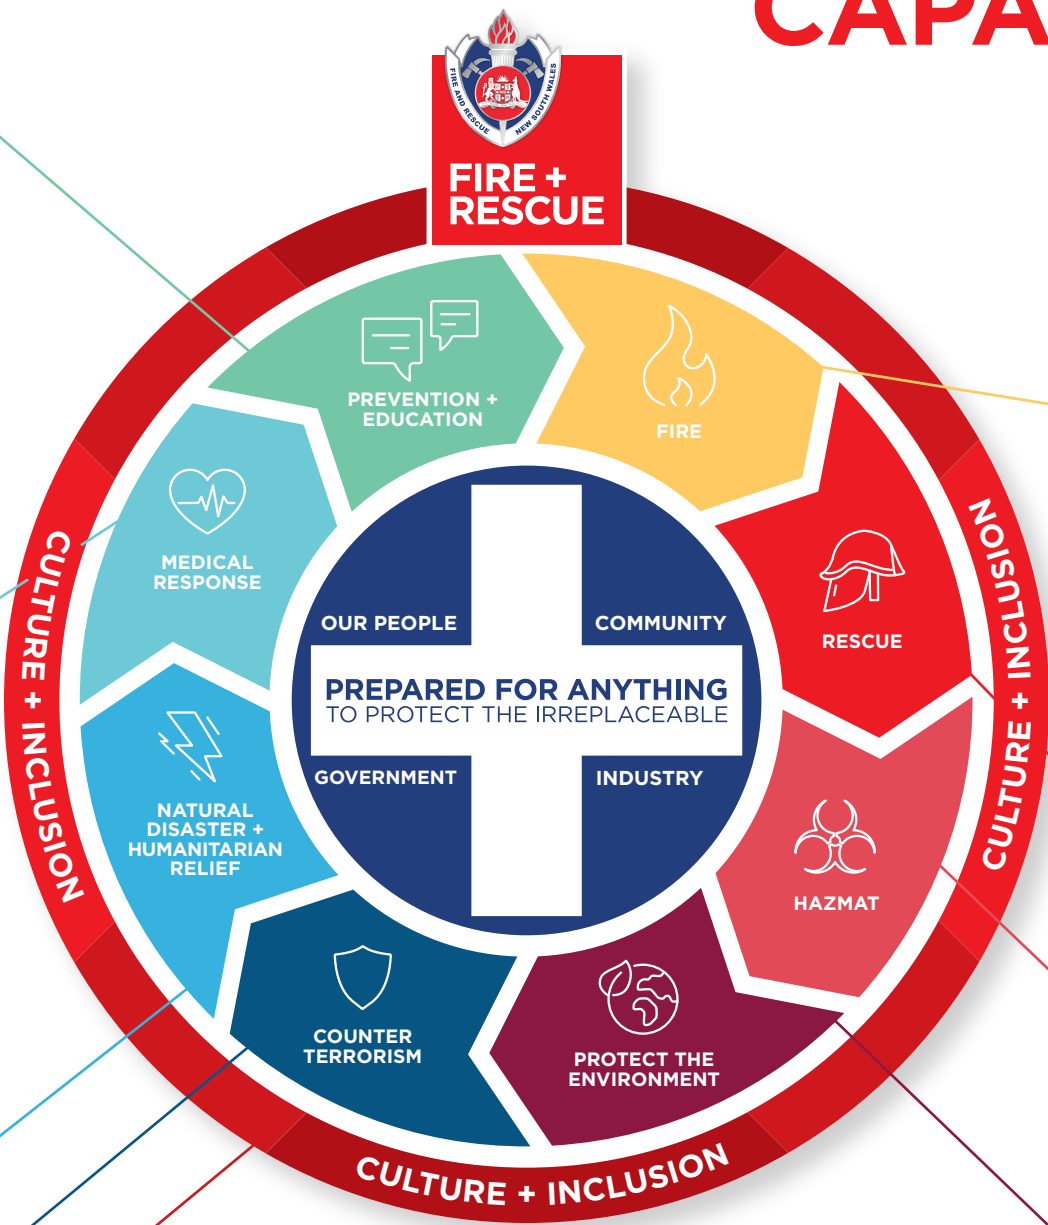 CAPA
FIRE AND RESCUE
NEW SOUTH WALES
FIRE +
RESCUE
PREVENTION +
EDUCATION
FIRE
MEDICAL
RESPONSE
RESCUE
CULTURE + INCLUSION
CULTURE + INCLUSION
OUR PEOPLE
COMMUNITY
PREPARED FOR ANYTHING
TO PROTECT THE IRREPLACEABLE
GOVERNMENT
INDUSTRY
NATURAL
DISASTER +
HUMANITARIAN
RELIEF
HAZMAT
COUNTER
TERRORISM
PROTECT THE
ENVIRONMENT
CULTURE + INCLUSION